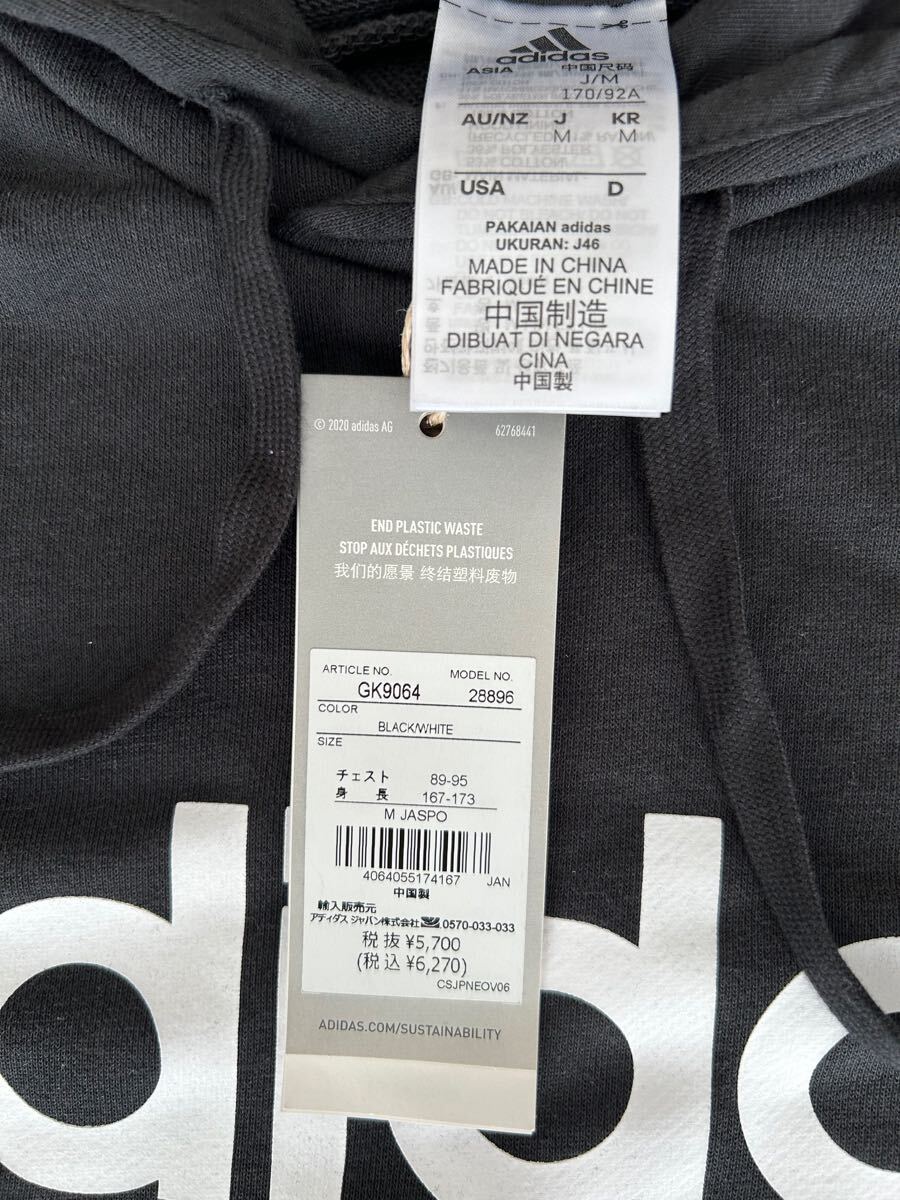 adidas
ASIA 中国尺码
J/M
170/92A
AU/NZ J KR
M M
USA D
PAKAIAN adidas
UKURAN: J46
MADE IN CHINA
FABRIQUÉ EN CHINE
中国制造
DIBUAT DI NEGARA
CINA
中国製
© 2020 adidas AG 62768441
END PLASTIC WASTE
STOP AUX DÉCHETS PLASTIQUES
我们的愿景 终结塑料废物
ARTICLE NO. MODEL NO.
GK9064 28896
COLOR
BLACK/WHITE
SIZE
チェスト 89-95
身長 167-173
M JASPO
4064055174167 JAN
中国製
輸入販売元
アディダス ジャパン株式会社 0570-033-033
税抜 ¥5,700
(税込 ¥6,270)
CSJPNEOV06
ADIDAS.COM/SUSTAINABILITY